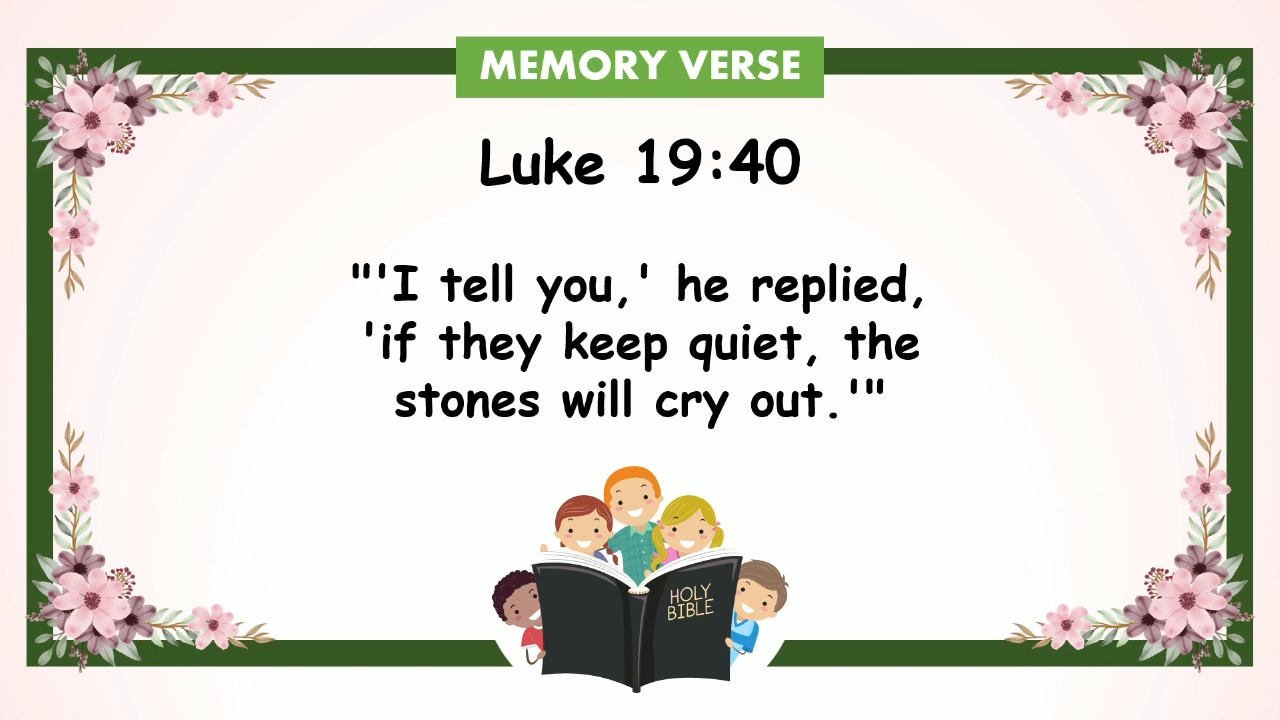 MEMORY VERSE
Luke 19:40
"'I tell you,' he replied,
'if they keep quiet, the
stones will cry out.'"
HOLY
BIBLE